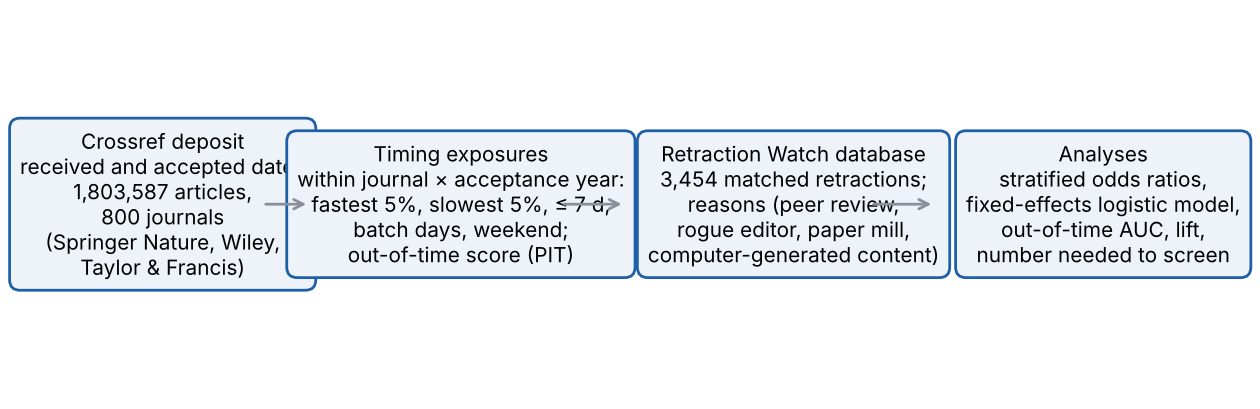 Crossref deposit
received and accepted date
1,803,587 articles,
800 journals
(Springer Nature, Wiley,
Taylor & Francis)
Timing exposures
within journal × acceptance year:
fastest 5%, slowest 5%, ≤ 7 d,
batch days, weekend;
out-of-time score (PIT)
Retraction Watch database
3,454 matched retractions;
reasons (peer review,
rogue editor, paper mill,
computer-generated content)
Analyses
stratified odds ratios,
fixed-effects logistic model,
out-of-time AUC, lift,
number needed to screen